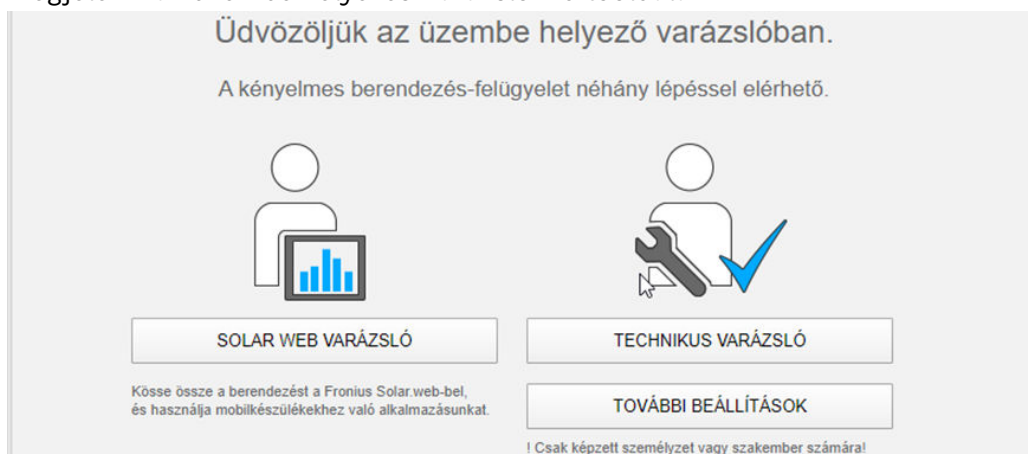 Üdvözöljük az üzembe helyező varázslóban.
A kényelmes berendezés-felügyelet néhány lépéssel elérhető.
SOLAR WEB VARÁZSLÓ
Kösse össze a berendezést a Fronius Solar.web-bel,
és használja mobilkészülékekhez való alkalmazásunkat.
TECHNIKUS VARÁZSLÓ
TOVÁBBI BEÁLLÍTÁSOK
! Csak képzett személyzet vagy szakember számára!